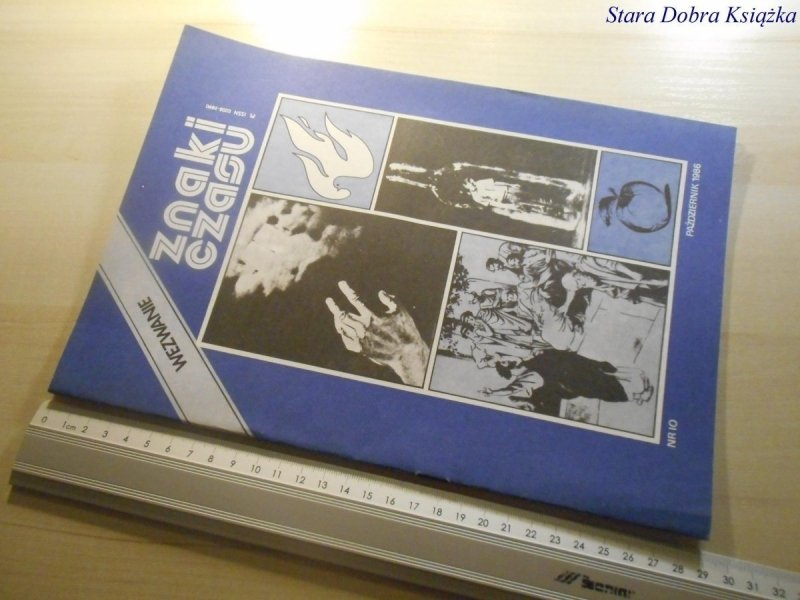 Stara Dobra Książka
znaki
czasu
WEZWANIE
PAŹDZIERNIK 1986
NR 10
0 1cm 2 3 4 5 6 7 8 9 10 11 12 13 14 15 16 17 18 19 20 21 22 23 24 25 26 27 28 29 30 31 32